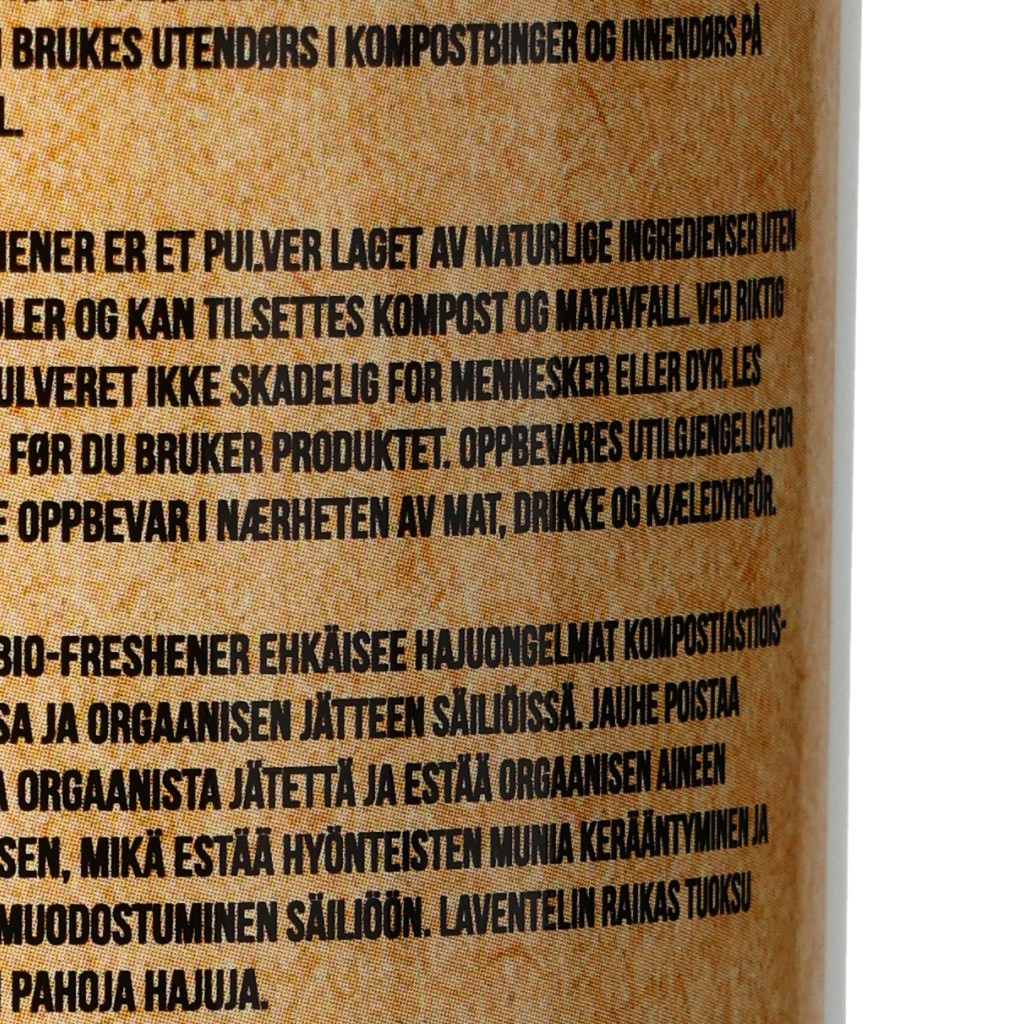 BRUKES UTENDØRS I KOMPOSTBINGER OG INNENDØRS PÅ
L.
ENER ER ET PULVER LAGET AV NATURLIGE INGREDIENSER UTEN
LER OG KAN TILSETTES KOMPOST OG MATAVFALL. VED RIKTIG
ULVERET IKKE SKADELIG FOR MENNESKER ELLER DYR. LES
FØR DU BRUKER PRODUKTET. OPPBEVARES UTILGJENGELIG FOR
E OPPBEVAR I NÆRHETEN AV MAT, DRIKKE OG KJÆLEDYRFÔR.
BIO-FRESHENER EHKÄISEE HAJUONGELMAT KOMPOSTIASTIOIS-
SA JA ORGAANISEN JÄTTEEN SÄILIÖISSÄ. JAUHE POISTAA
ORGAANISTA JÄTETTÄ JA ESTÄÄ ORGAANISEN AINEEN
SEN, MIKÄ ESTÄÄ HYÖNTEISTEN MUNIA KERÄÄNTYMINEN JA
MUODOSTUMINEN SÄILIÖÖN. LAVENTELIN RAIKAS TUOKSU
PAHOJA HAJUJA.